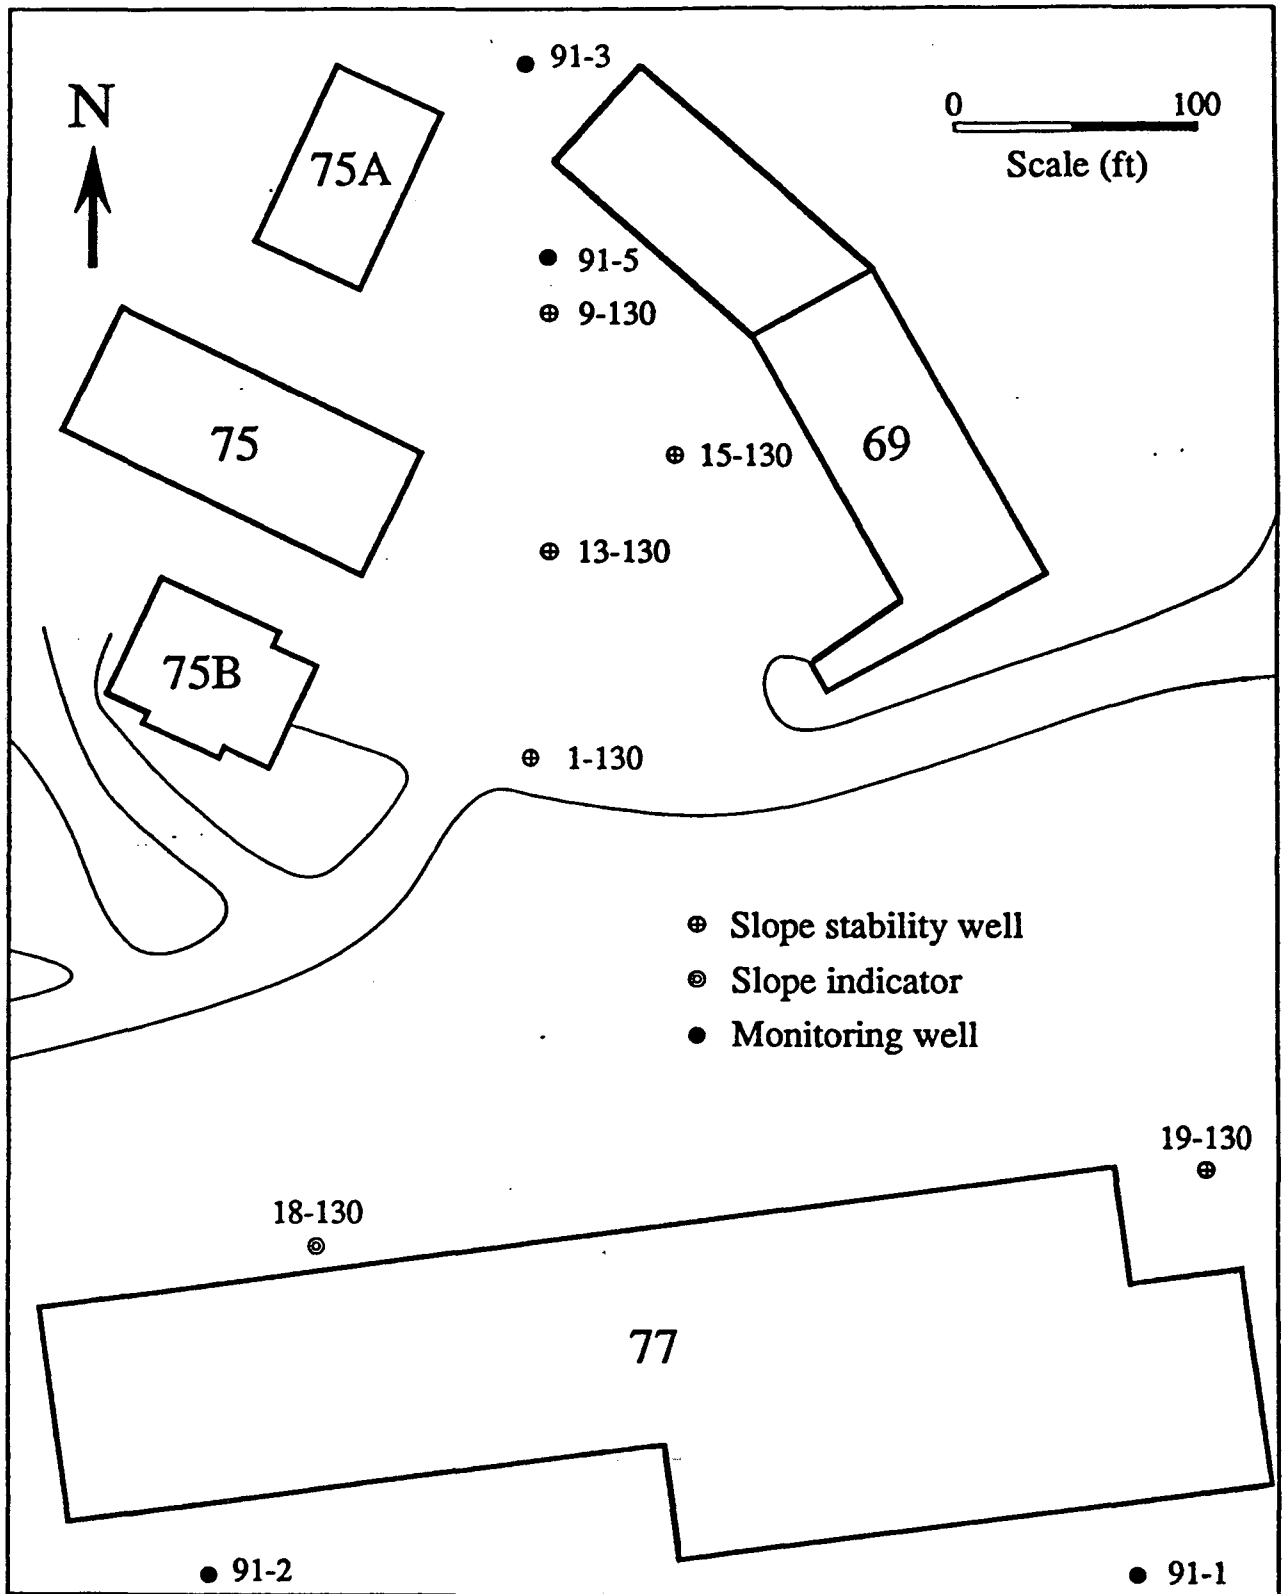 91-3
N
0 100
Scale (ft)
75A
91-5
9-130
75
69
15-130
13-130
75B
1-130
Slope stability well
Slope indicator
Monitoring well
19-130
18-130
77
91-2
91-1